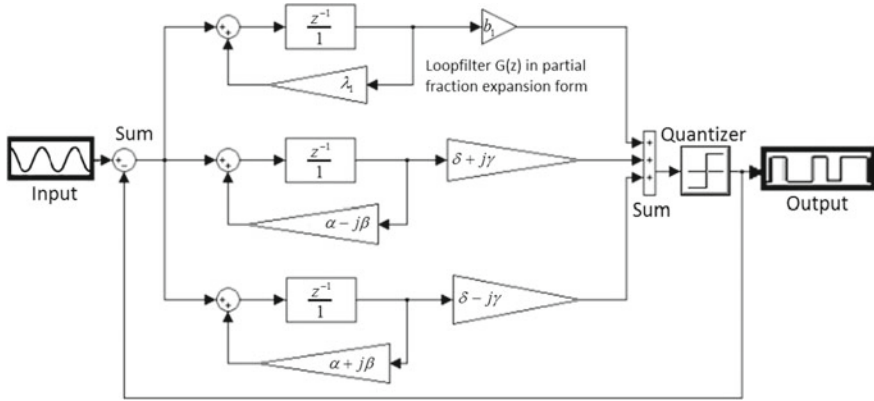 z⁻¹
1
b₁
λ₁
Loopfilter G(z) in partial
fraction expansion form
Sum
Input
z⁻¹
1
δ + jγ
α − jβ
Quantizer
Sum
Output
z⁻¹
1
δ − jγ
α + jβ